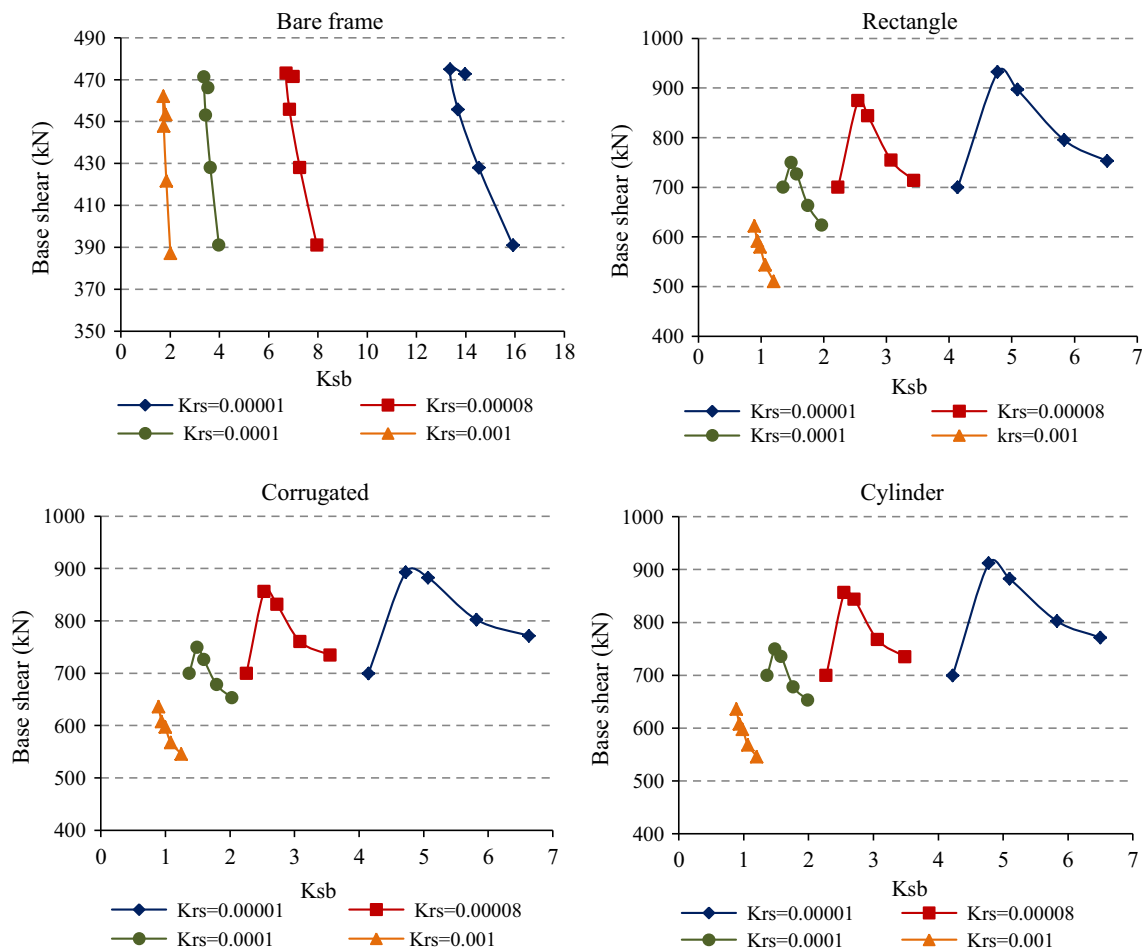 Bare frame
Base shear (kN)
490
470
450
430
410
390
370
350
0 2 4 6 8 10 12 14 16 18
Ksb
Krs=0.00001 Krs=0.00008
Krs=0.0001 Krs=0.001
Rectangle
Base shear (kN)
1000
900
800
700
600
500
400
0 1 2 3 4 5 6 7
Ksb
Krs=0.00001 Krs=0.00008
Krs=0.0001 krs=0.001
Corrugated
Base shear (kN)
1000
900
800
700
600
500
400
0 1 2 3 4 5 6 7
Ksb
Krs=0.00001 Krs=0.00008
Krs=0.0001 Krs=0.001
Cylinder
Base shear (kN)
1000
900
800
700
600
500
400
0 1 2 3 4 5 6 7
Ksb
Krs=0.00001 Krs=0.00008
Krs=0.0001 Krs=0.001